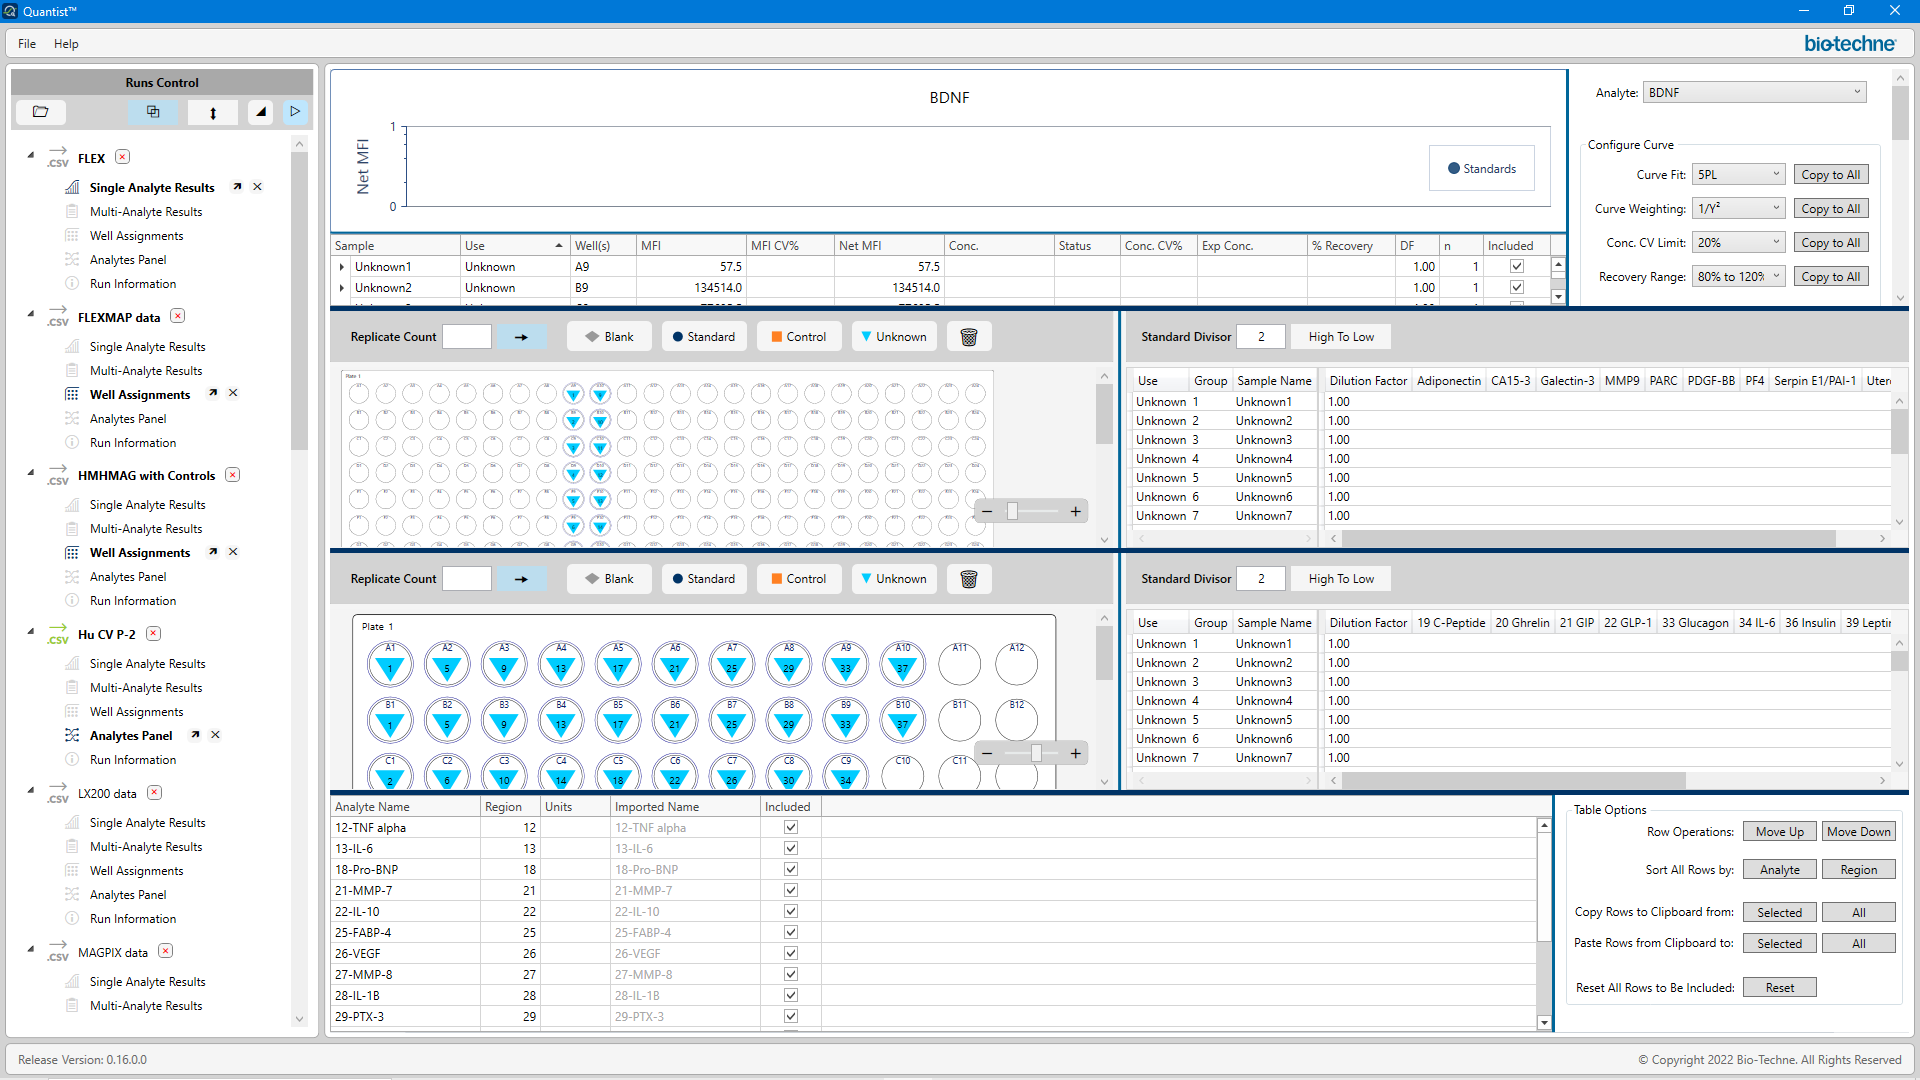 Quantist™
File Help
bio-techne®
Runs Control
.CSV FLEX
Single Analyte Results
Multi-Analyte Results
Well Assignments
Analytes Panel
Run Information
.CSV FLEXMAP data
Single Analyte Results
Multi-Analyte Results
Well Assignments
Analytes Panel
Run Information
.CSV HMHMAG with Controls
Single Analyte Results
Multi-Analyte Results
Well Assignments
Analytes Panel
Run Information
.CSV Hu CV P-2
Single Analyte Results
Multi-Analyte Results
Well Assignments
Analytes Panel
Run Information
.CSV LX200 data
Single Analyte Results
Multi-Analyte Results
Well Assignments
Analytes Panel
Run Information
.CSV MAGPIX data
Single Analyte Results
Multi-Analyte Results
BDNF
Net MFI
1
0
Standards
Analyte: BDNF
Configure Curve
Curve Fit: 5PL Copy to All
Curve Weighting: 1/Y² Copy to All
Conc. CV Limit: 20% Copy to All
Recovery Range: 80% to 120% Copy to All
Sample Use Well(s) MFI MFI CV% Net MFI Conc. Status Conc. CV% Exp Conc. % Recovery DF n Included
Unknown1 Unknown A9 57.5 57.5 1.00 1
Unknown2 Unknown B9 134514.0 134514.0 1.00 1
Replicate Count Blank Standard Control Unknown
Plate 1
Standard Divisor 2 High To Low
Use Group Sample Name Dilution Factor Adiponectin CA15-3 Galectin-3 MMP9 PARC PDGF-BB PF4 Serpin E1/PAI-1 Uter
Unknown 1 Unknown1 1.00
Unknown 2 Unknown2 1.00
Unknown 3 Unknown3 1.00
Unknown 4 Unknown4 1.00
Unknown 5 Unknown5 1.00
Unknown 6 Unknown6 1.00
Unknown 7 Unknown7 1.00
Replicate Count Blank Standard Control Unknown
Plate 1
A1 A2 A3 A4 A5 A6 A7 A8 A9 A10 A11 A12
1 5 9 13 17 21 25 29 33 37
B1 B2 B3 B4 B5 B6 B7 B8 B9 B10 B11 B12
1 5 9 13 17 21 25 29 33 37
C1 C2 C3 C4 C5 C6 C7 C8 C9 C10 C11
2 6 10 14 18 22 26 30 34
Standard Divisor 2 High To Low
Use Group Sample Name Dilution Factor 19 C-Peptide 20 Ghrelin 21 GIP 22 GLP-1 33 Glucagon 34 IL-6 36 Insulin 39 Leptin
Unknown 1 Unknown1 1.00
Unknown 2 Unknown2 1.00
Unknown 3 Unknown3 1.00
Unknown 4 Unknown4 1.00
Unknown 5 Unknown5 1.00
Unknown 6 Unknown6 1.00
Unknown 7 Unknown7 1.00
Analyte Name Region Units Imported Name Included
12-TNF alpha 12 12-TNF alpha
13-IL-6 13 13-IL-6
18-Pro-BNP 18 18-Pro-BNP
21-MMP-7 21 21-MMP-7
22-IL-10 22 22-IL-10
25-FABP-4 25 25-FABP-4
26-VEGF 26 26-VEGF
27-MMP-8 27 27-MMP-8
28-IL-1B 28 28-IL-1B
29-PTX-3 29 29-PTX-3
Table Options
Row Operations: Move Up Move Down
Sort All Rows by: Analyte Region
Copy Rows to Clipboard from: Selected All
Paste Rows from Clipboard to: Selected All
Reset All Rows to Be Included: Reset
Release Version: 0.16.0.0
© Copyright 2022 Bio-Techne. All Rights Reserved